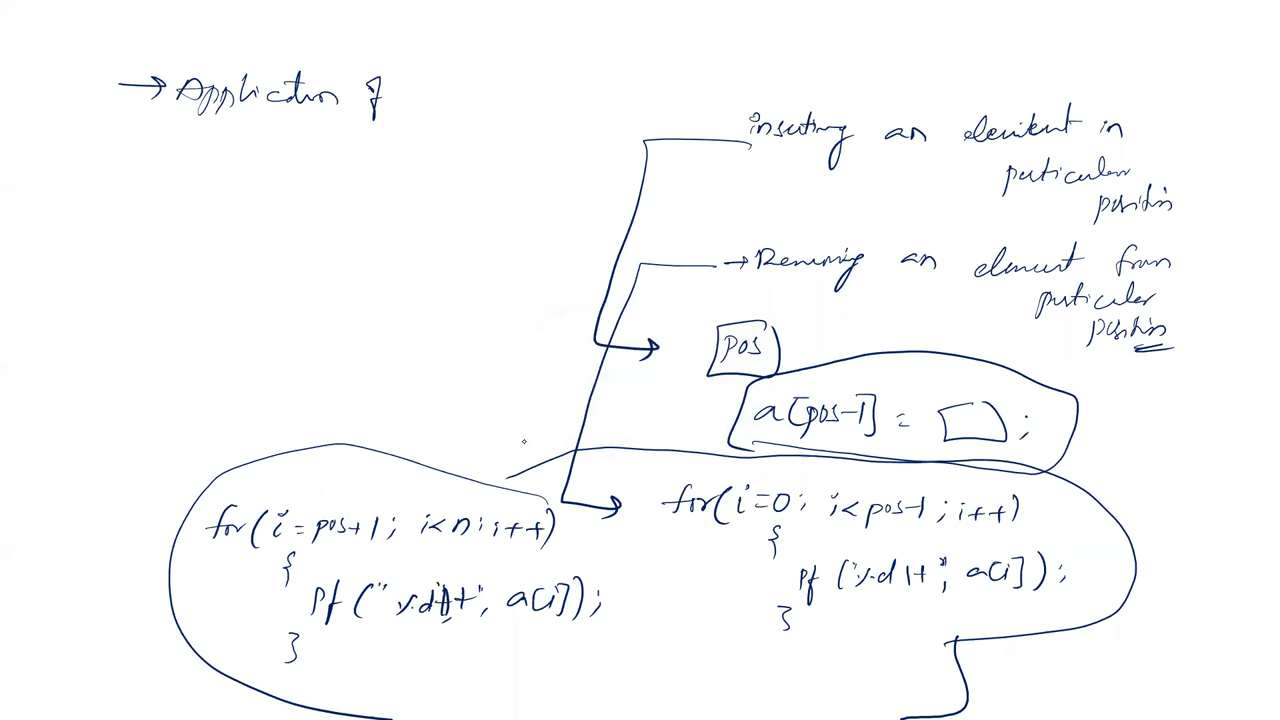 → Application of
inserting an element in
particular
position
→ Removing an element from
particular
position
pos
a[pos-1] = ;
for(i=0; i<pos-1; i++)
{
pf("%d\t", a[i]);
}
for(i=pos+1; i<n; i++)
{
pf("%d\t", a[i]);
}